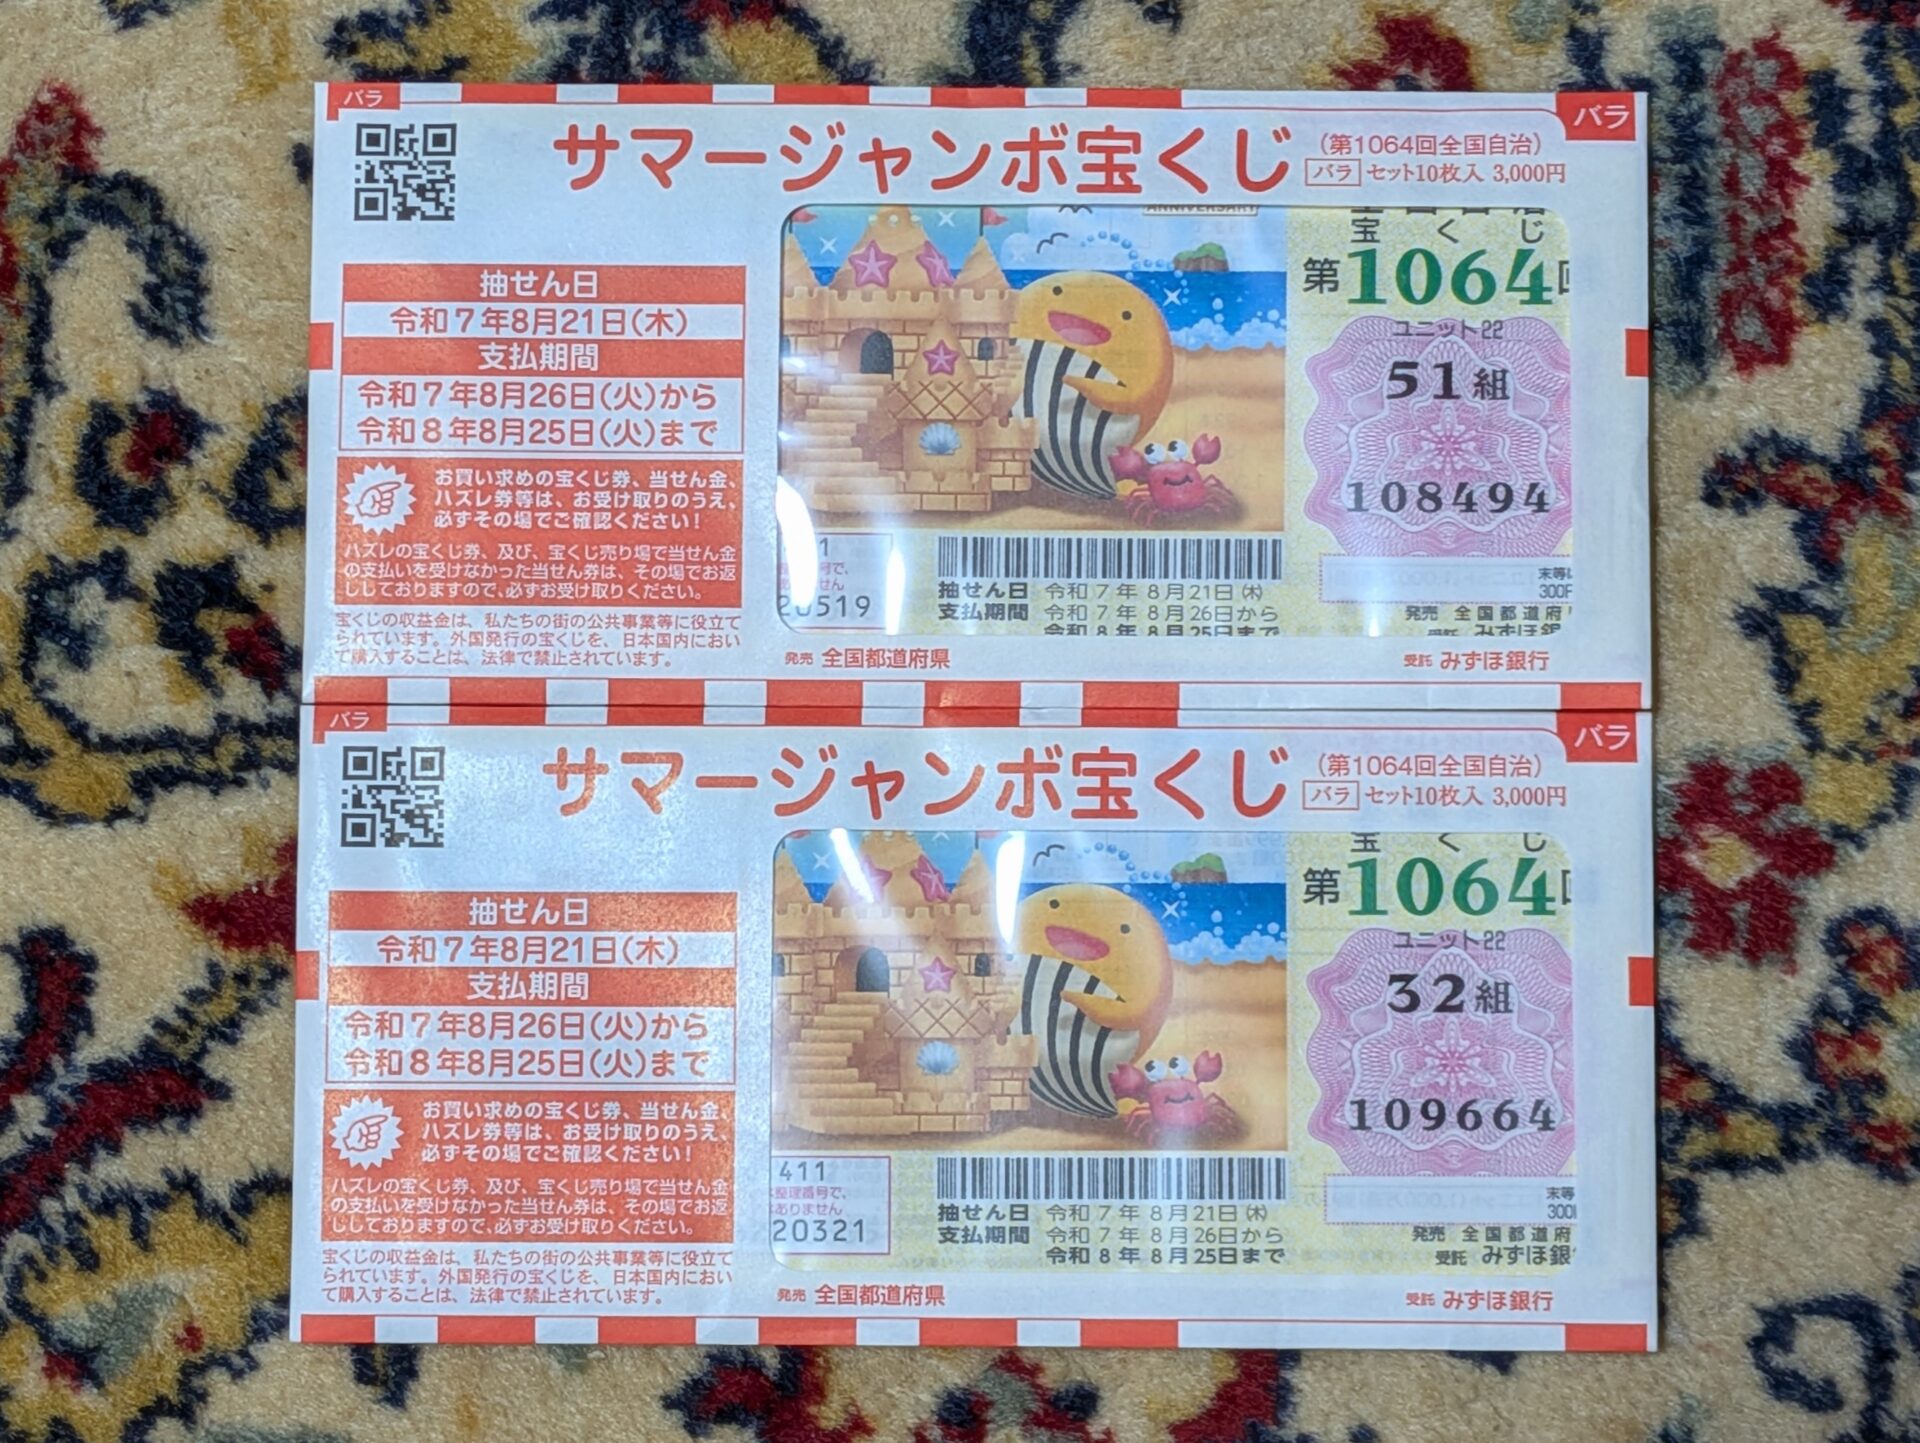 バラ
バラ
サマージャンボ宝くじ
(第1064回全国自治)
バラ セット10枚入 3,000円
抽せん日
令和7年8月21日(木)
支払期間
令和7年8月26日(火)から
令和8年8月25日(火)まで
お買い求めの宝くじ券、当せん金、
ハズレ券等は、お受け取りのうえ、
必ずその場でご確認ください!
ハズレの宝くじ券、及び、宝くじ売り場で当せん金
の支払いを受けなかった当せん券は、その場でお返
ししておりますので、必ずお受け取りください。
宝くじの収益金は、私たちの街の公共事業等に役立て
られています。外国発行の宝くじを、日本国内におい
て購入することは、法律で禁止されています。
ANNIVERSARY
宝くじ
第1064回
ユニット22
51組
108494
1
20519
抽せん日 令和7年8月21日(木)
支払期間 令和7年8月26日から
令和8年8月25日まで
末等
300
発売 全国都道府
受託 みずほ銀
発売 全国都道府県
受託 みずほ銀行
バラ
バラ
サマージャンボ宝くじ
(第1064回全国自治)
バラ セット10枚入 3,000円
抽せん日
令和7年8月21日(木)
支払期間
令和7年8月26日(火)から
令和8年8月25日(火)まで
お買い求めの宝くじ券、当せん金、
ハズレ券等は、お受け取りのうえ、
必ずその場でご確認ください!
ハズレの宝くじ券、及び、宝くじ売り場で当せん金
の支払いを受けなかった当せん券は、その場でお返
ししておりますので、必ずお受け取りください。
宝くじの収益金は、私たちの街の公共事業等に役立て
られています。外国発行の宝くじを、日本国内におい
て購入することは、法律で禁止されています。
宝くじ
第1064回
ユニット22
32組
109664
411
整理番号で、
ありません
20321
抽せん日 令和7年8月21日(木)
支払期間 令和7年8月26日から
令和8年8月25日まで
末等
300
発売 全国都道府
受託 みずほ銀
発売 全国都道府県
受託 みずほ銀行